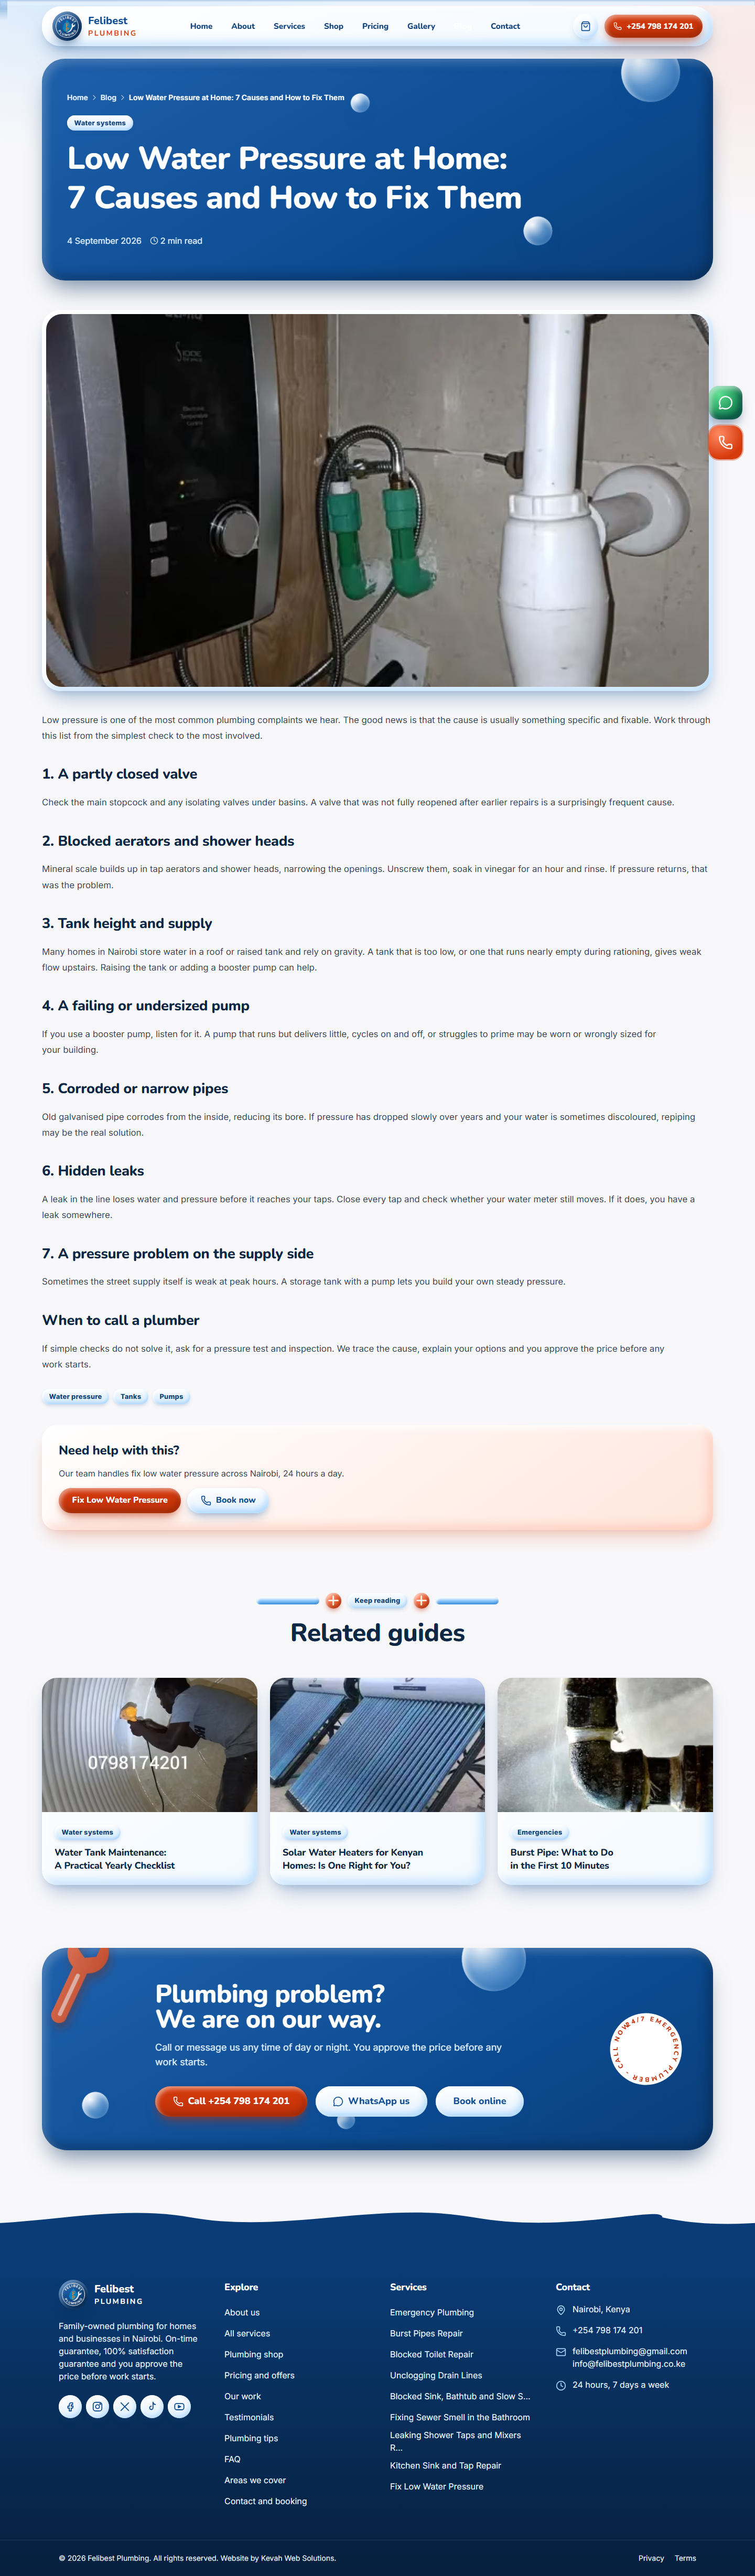 Felibest
PLUMBING
Home
About
Services
Shop
Pricing
Gallery
Contact
+254 798 174 201
Home > Blog > Low Water Pressure at Home: 7 Causes and How to Fix Them
Water systems
Low Water Pressure at Home:
7 Causes and How to Fix Them
4 September 2026
2 min read
Low pressure is one of the most common plumbing complaints we hear. The good news is that the cause is usually something specific and fixable. Work through
this list from the simplest check to the most involved.
1. A partly closed valve
Check the main stopcock and any isolating valves under basins. A valve that was not fully reopened after earlier repairs is a surprisingly frequent cause.
2. Blocked aerators and shower heads
Mineral scale builds up in tap aerators and shower heads, narrowing the openings. Unscrew them, soak in vinegar for an hour and rinse. If pressure returns, that
was the problem.
3. Tank height and supply
Many homes in Nairobi store water in a roof or raised tank and rely on gravity. A tank that is too low, or one that runs nearly empty during rationing, gives weak
flow upstairs. Raising the tank or adding a booster pump can help.
4. A failing or undersized pump
If you use a booster pump, listen for it. A pump that runs but delivers little, cycles on and off, or struggles to prime may be worn or wrongly sized for
your building.
5. Corroded or narrow pipes
Old galvanised pipe corrodes from the inside, reducing its bore. If pressure has dropped slowly over years and your water is sometimes discoloured, repiping
may be the real solution.
6. Hidden leaks
A leak in the line loses water and pressure before it reaches your taps. Close every tap and check whether your water meter still moves. If it does, you have a
leak somewhere.
7. A pressure problem on the supply side
Sometimes the street supply itself is weak at peak hours. A storage tank with a pump lets you build your own steady pressure.
When to call a plumber
If simple checks do not solve it, ask for a pressure test and inspection. We trace the cause, explain your options and you approve the price before any
work starts.
Water pressure
Tanks
Pumps
Need help with this?
Our team handles fix low water pressure across Nairobi, 24 hours a day.
Fix Low Water Pressure
Book now
Keep reading
Related guides
0798174201
Water systems
Water Tank Maintenance:
A Practical Yearly Checklist
Water systems
Solar Water Heaters for Kenyan
Homes: Is One Right for You?
Emergencies
Burst Pipe: What to Do
in the First 10 Minutes
Plumbing problem?
We are on our way.
Call or message us any time of day or night. You approve the price before any
work starts.
Call +254 798 174 201
WhatsApp us
Book online
24/7 EMERGENCY PLUMBER · CALL NOW
Felibest
PLUMBING
Family-owned plumbing for homes
and businesses in Nairobi. On-time
guarantee, 100% satisfaction
guarantee and you approve the
price before work starts.
Explore
About us
All services
Plumbing shop
Pricing and offers
Our work
Testimonials
Plumbing tips
FAQ
Areas we cover
Contact and booking
Services
Emergency Plumbing
Burst Pipes Repair
Blocked Toilet Repair
Unclogging Drain Lines
Blocked Sink, Bathtub and Slow S...
Fixing Sewer Smell in the Bathroom
Leaking Shower Taps and Mixers
R...
Kitchen Sink and Tap Repair
Fix Low Water Pressure
Contact
Nairobi, Kenya
+254 798 174 201
felibestplumbing@gmail.com
info@felibestplumbing.co.ke
24 hours, 7 days a week
© 2026 Felibest Plumbing. All rights reserved. Website by Kevah Web Solutions.
Privacy
Terms